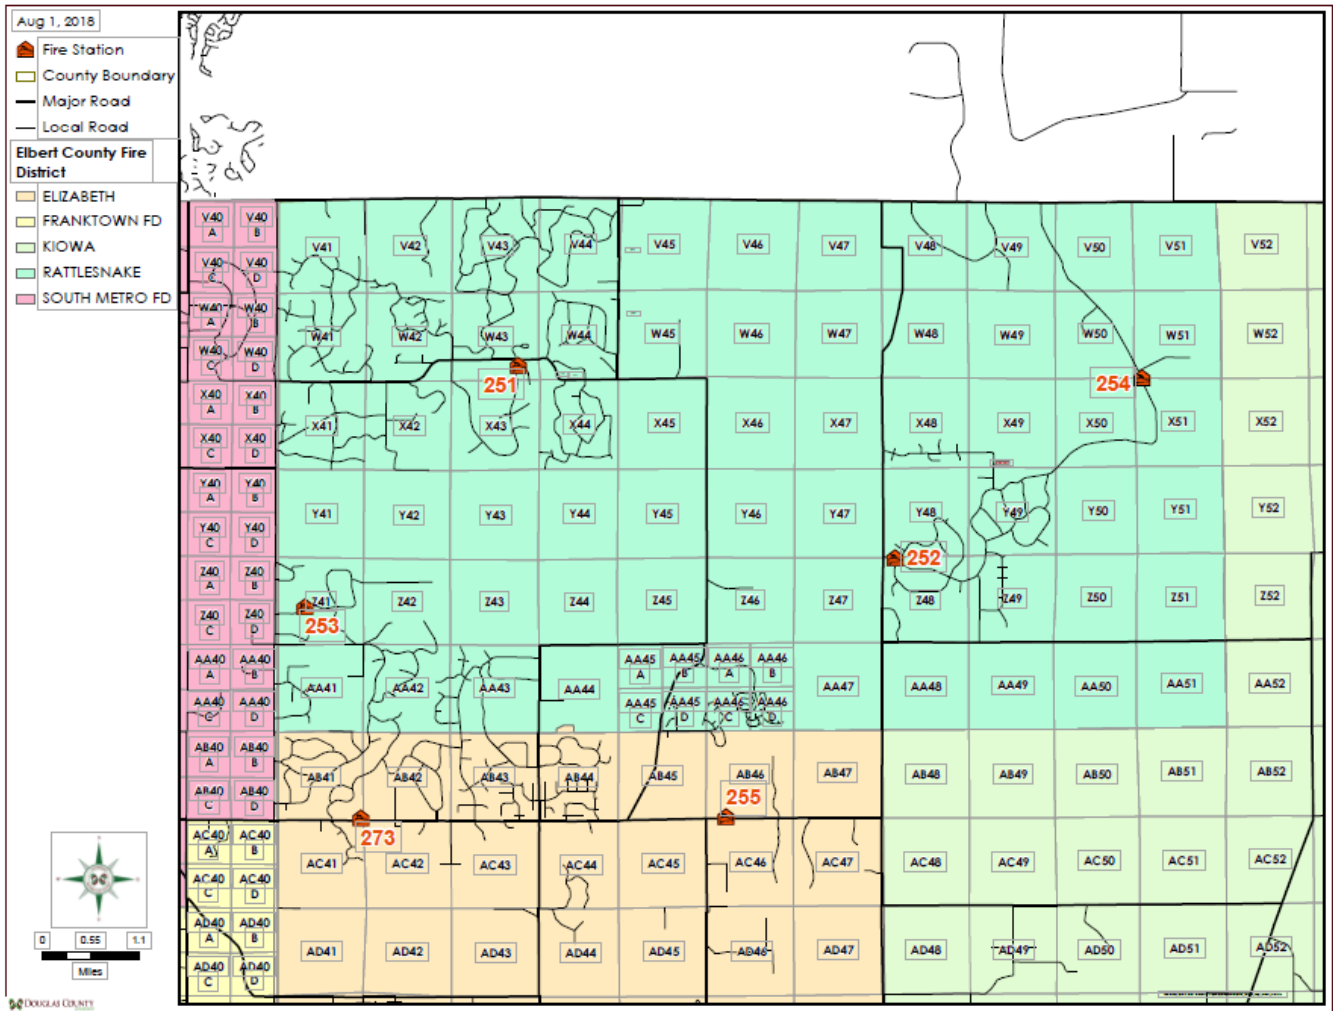 Aug 1, 2018
Fire Station
County Boundary
Major Road
Local Road
Elbert County Fire
District
ELIZABETH
FRANKTOWN FD
KIOWA
RATTLESNAKE
SOUTH METRO FD
V40 A V40 B V41 V42 V43 V44 V45 V46 V47 V48 V49 V50 V51 V52
V40 C V40 D
W40 A W40 B W41 W42 W43 W44 W45 W46 W47 W48 W49 W50 W51 W52
W40 C W40 D
251 254
X40 A X40 B X41 X42 X43 X44 X45 X46 X47 X48 X49 X50 X51 X52
X40 C X40 D
Y40 A Y40 B Y41 Y42 Y43 Y44 Y45 Y46 Y47 Y48 Y49 Y50 Y51 Y52
Y40 C Y40 D
252
Z40 A Z40 B Z41 Z42 Z43 Z44 Z45 Z46 Z47 Z48 Z49 Z50 Z51 Z52
Z40 C Z40 D
253
AA40 A AA40 B AA45 A AA45 B AA46 A AA46 B
AA41 AA42 AA43 AA44 AA47 AA48 AA49 AA50 AA51 AA52
AA40 C AA40 D AA45 C AA45 D AA46 C AA46 D
AB40 A AB40 B AB41 AB42 AB43 AB44 AB45 AB46 AB47 AB48 AB49 AB50 AB51 AB52
AB40 C AB40 D
255
273
AC40 A AC40 B AC41 AC42 AC43 AC44 AC45 AC46 AC47 AC48 AC49 AC50 AC51 AC52
AC40 C AC40 D
AD40 A AD40 B AD41 AD42 AD43 AD44 AD45 AD46 AD47 AD48 AD49 AD50 AD51 AD52
AD40 C AD40 D
0 0.55 1.1
Miles
DOUGLAS COUNTY